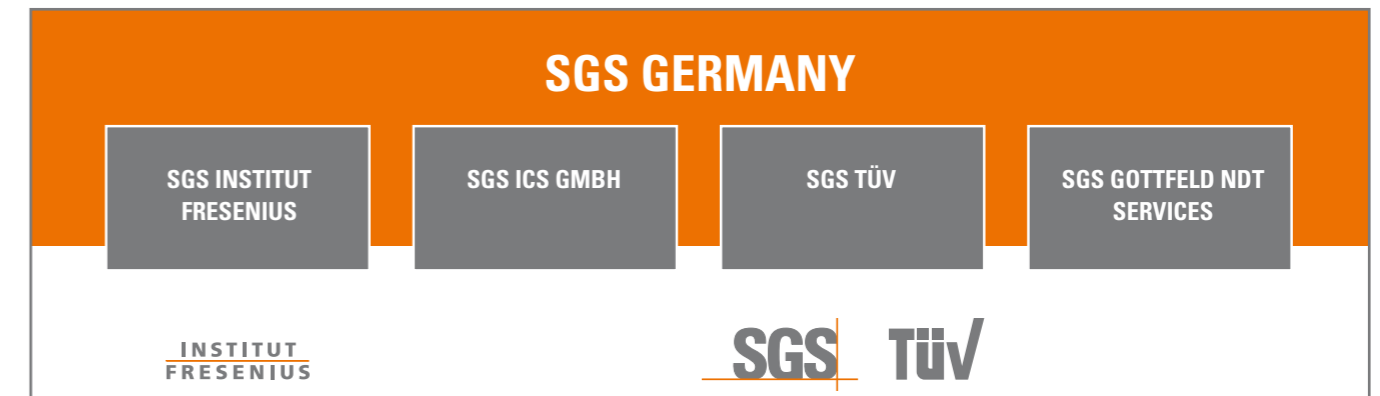 SGS GERMANY
SGS INSTITUT
FRESENIUS
SGS ICS GMBH
SGS TÜV
SGS GOTTFELD NDT
SERVICES
INSTITUT
FRESENIUS
SGS TÜV